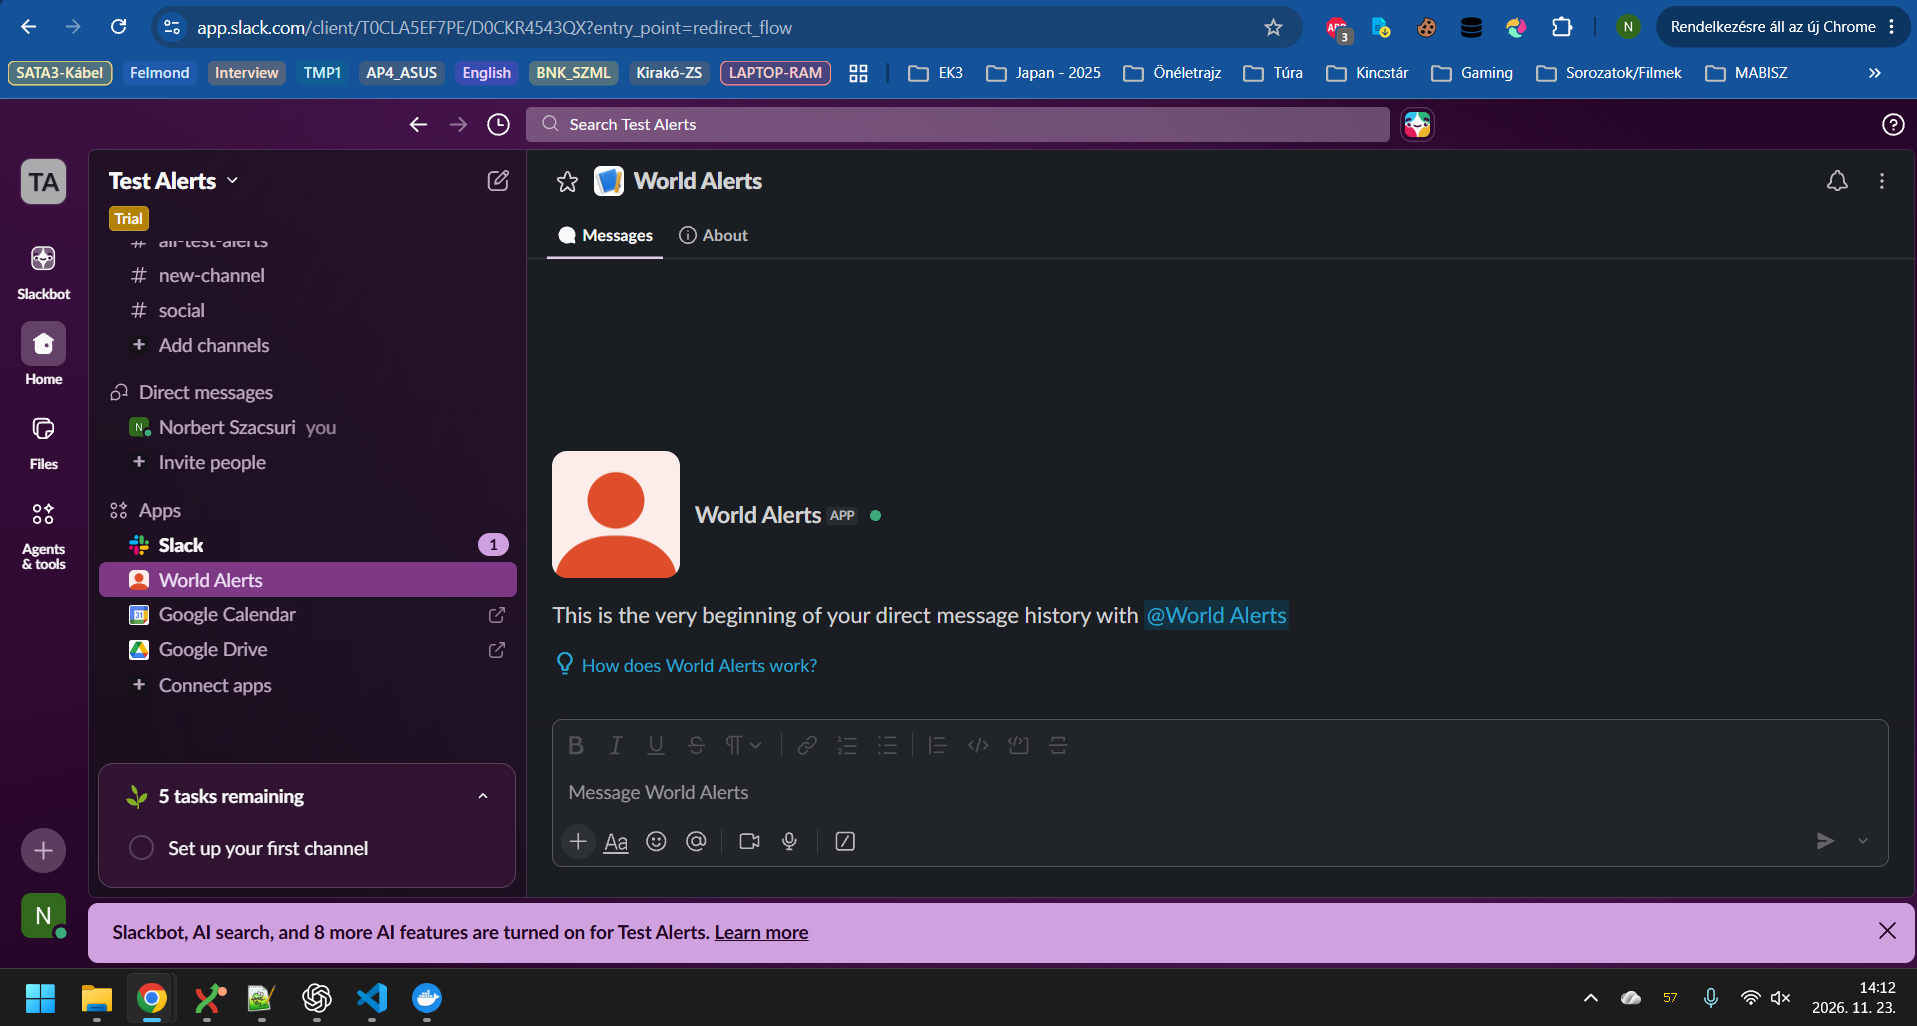 app.slack.com/client/T0CLA5EF7PE/D0CKR4543QX?entry_point=redirect_flow
3
N
Rendelkezésre áll az új Chrome
SATA3-Kábel
Felmond
Interview
TMP1
AP4_ASUS
English
BNK_SZML
Kirakó-ZS
LAPTOP-RAM
EK3
Japan - 2025
Önéletrajz
Túra
Kincstár
Gaming
Sorozatok/Filmek
MABISZ
Search Test Alerts
TA
Slackbot
Home
Files
Agents
& tools
N
Test Alerts
Trial
# all-test-alerts
# new-channel
# social
+ Add channels
Direct messages
N Norbert Szacsuri you
+ Invite people
Apps
Slack 1
World Alerts
Google Calendar
Google Drive
+ Connect apps
5 tasks remaining
Set up your first channel
World Alerts
Messages
About
World Alerts APP
This is the very beginning of your direct message history with @World Alerts
How does World Alerts work?
B I U S
Message World Alerts
+ Aa
Slackbot, AI search, and 8 more AI features are turned on for Test Alerts. Learn more
57
14:12
2026. 11. 23.